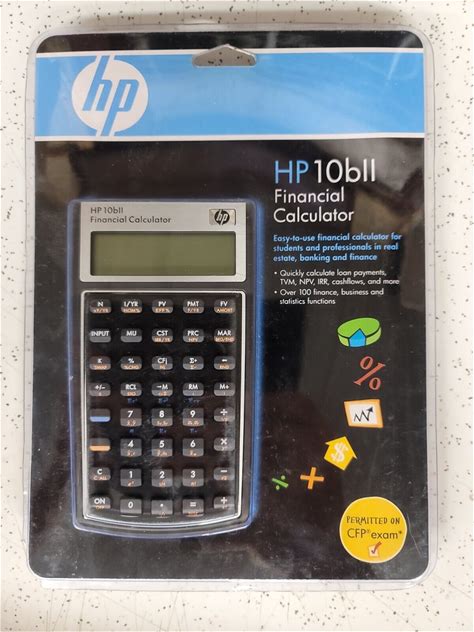 hp
HP 10bII
Financial
Calculator
Easy-to-use financial calculator for
students and professionals in real
estate, banking and finance
• Quickly calculate loan payments,
TVM, NPV, IRR, cashflows, and more
• Over 100 finance, business and
statistics functions
HP 10BII
Financial Calculator
hp
N I/YR PV PMT FV
INPUT MU CST PRC MAR
K % CFj Σ+
+/- RCL →M RM M+
7 8 9 ÷
4 5 6 ×
C 1 2 3 −
ON 0 . = +
%
$
÷ +
PERMITTED ON
CFP® exam*